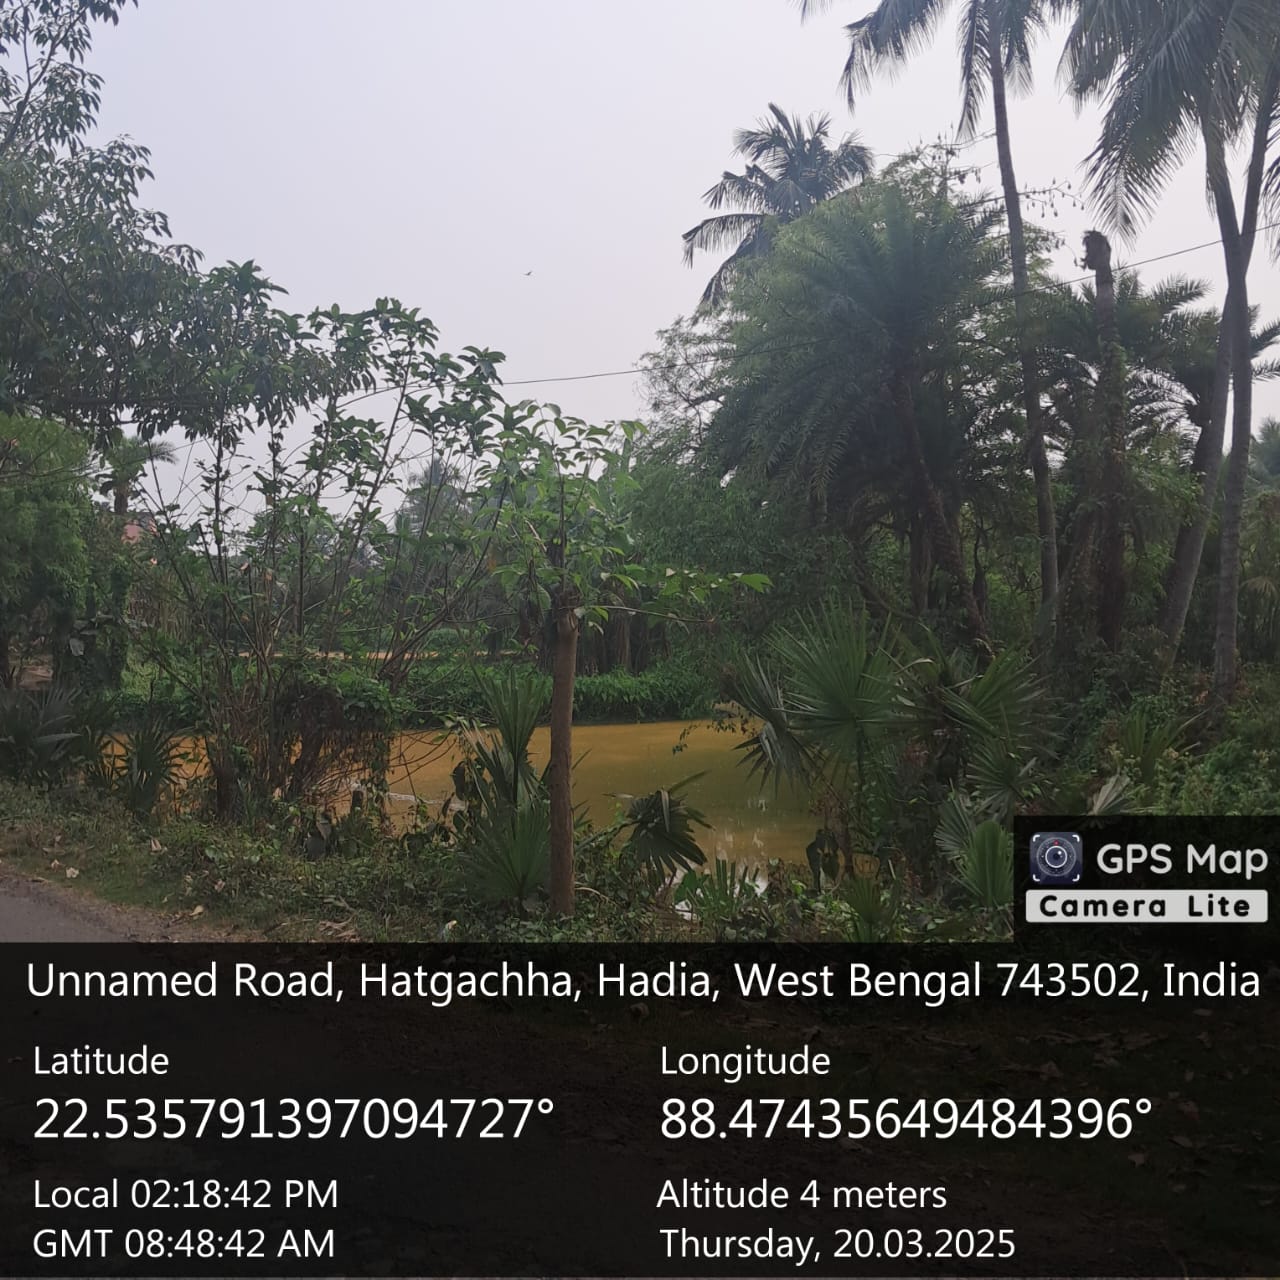 GPS Map
Camera Lite
Unnamed Road, Hatgachha, Hadia, West Bengal 743502, India
Latitude
22.535791397094727°
Longitude
88.47435649484396°
Local 02:18:42 PM
GMT 08:48:42 AM
Altitude 4 meters
Thursday, 20.03.2025